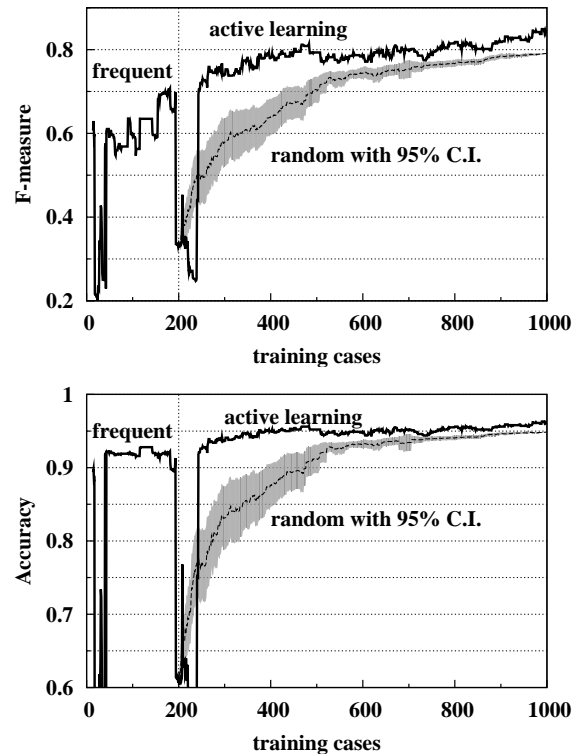 active learning
0.8
frequent
0.6
F-measure
random with 95% C.I.
0.4
0.2
0 200 400 600 800 1000
training cases
1
active learning
frequent
0.9
random with 95% C.I.
0.8
Accuracy
0.7
0.6
0 200 400 600 800 1000
training cases